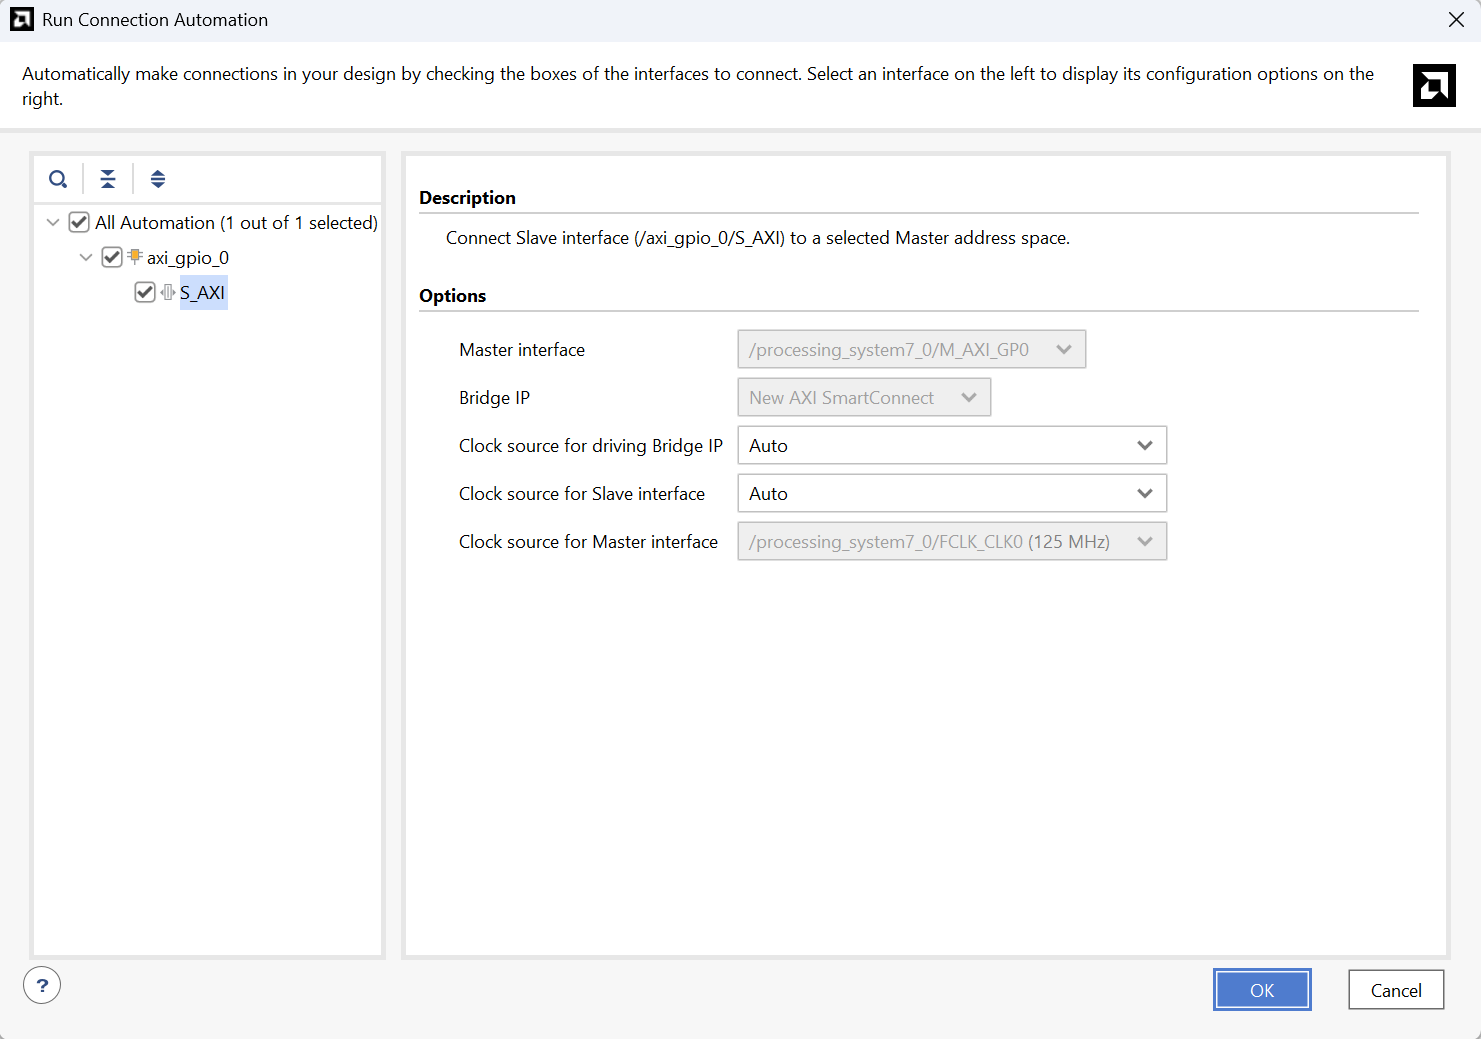 Run Connection Automation
Automatically make connections in your design by checking the boxes of the interfaces to connect. Select an interface on the left to display its configuration options on the
right.
All Automation (1 out of 1 selected)
axi_gpio_0
S_AXI
Description
Connect Slave interface (/axi_gpio_0/S_AXI) to a selected Master address space.
Options
Master interface /processing_system7_0/M_AXI_GP0
Bridge IP New AXI SmartConnect
Clock source for driving Bridge IP Auto
Clock source for Slave interface Auto
Clock source for Master interface /processing_system7_0/FCLK_CLK0 (125 MHz)
?
OK Cancel